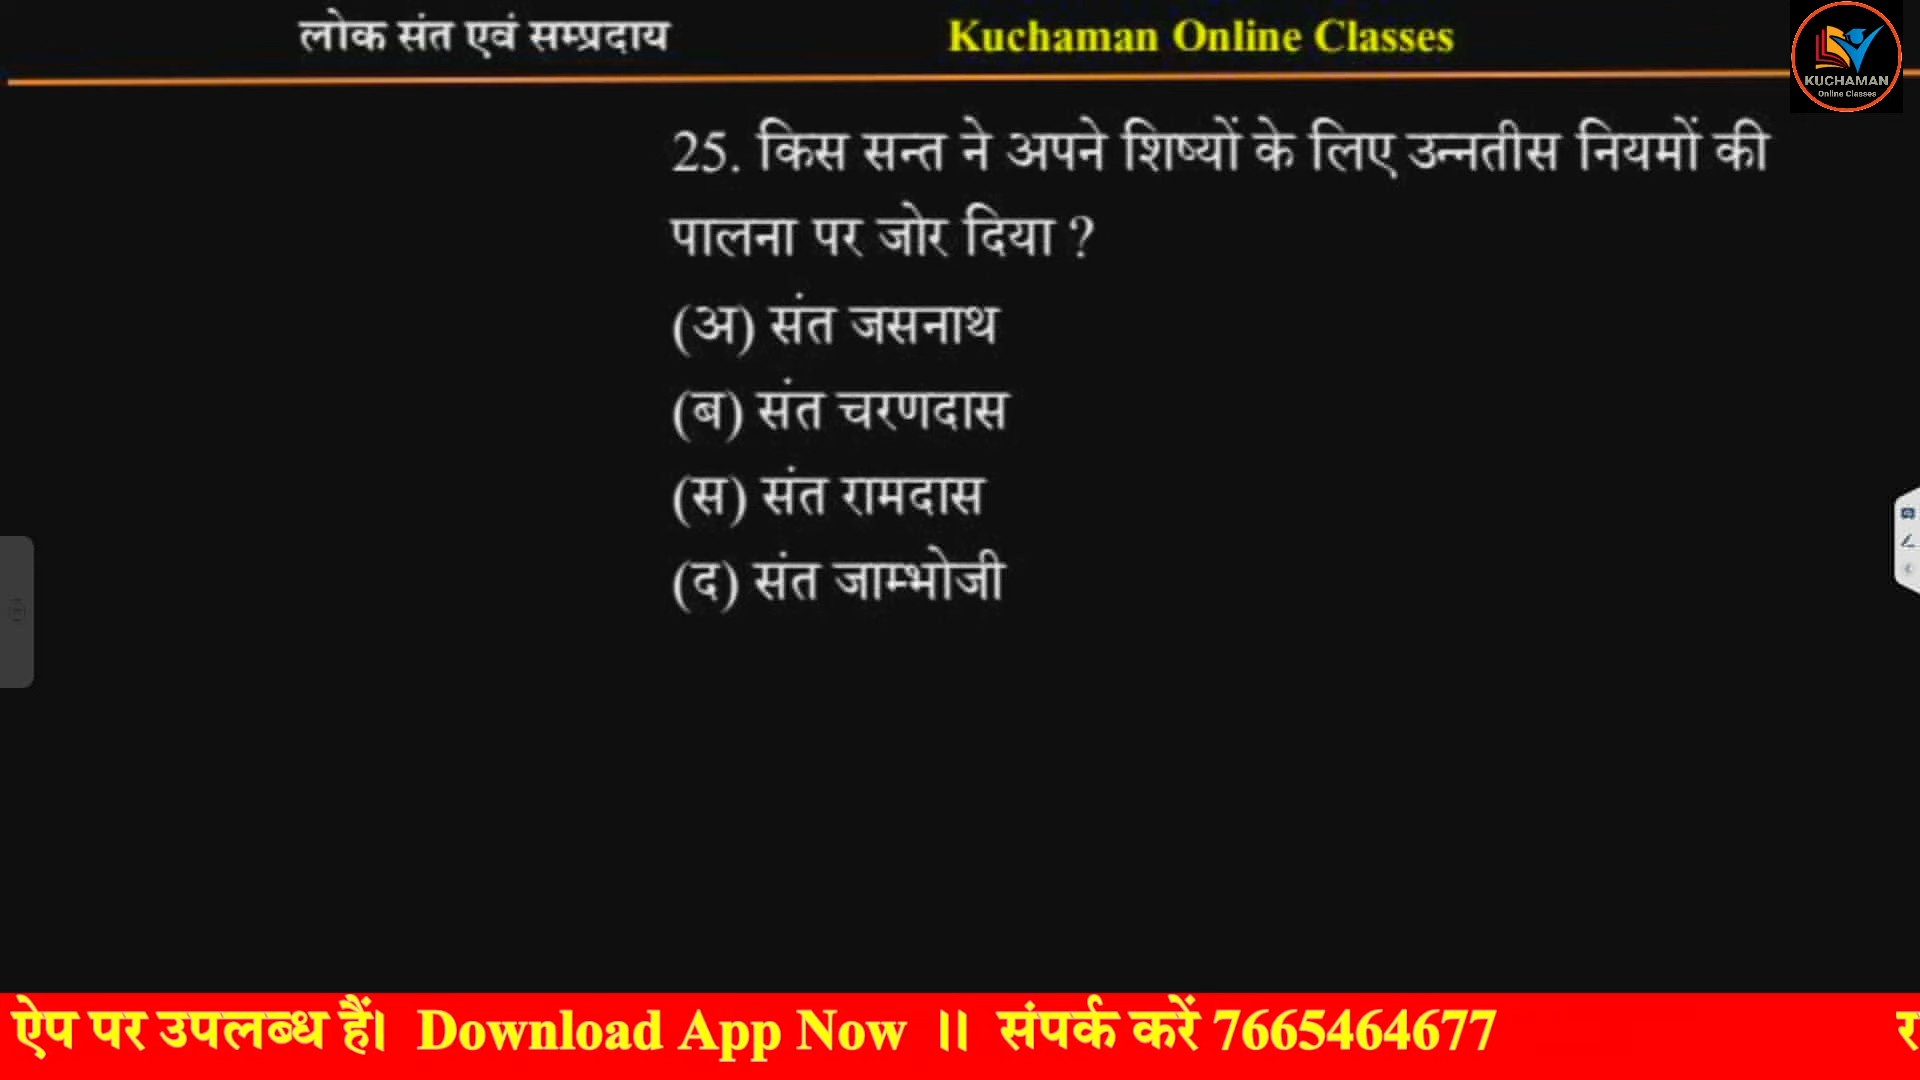 लोक संत एवं सम्प्रदाय
Kuchaman Online Classes
KUCHAMAN
Online Classes
25. किस सन्त ने अपने शिष्यों के लिए उन्नतीस नियमों की
पालना पर जोर दिया ?
(अ) संत जसनाथ
(ब) संत चरणदास
(स) संत रामदास
(द) संत जाम्भोजी
ऐप पर उपलब्ध हैं। Download App Now ।। संपर्क करें 7665464677